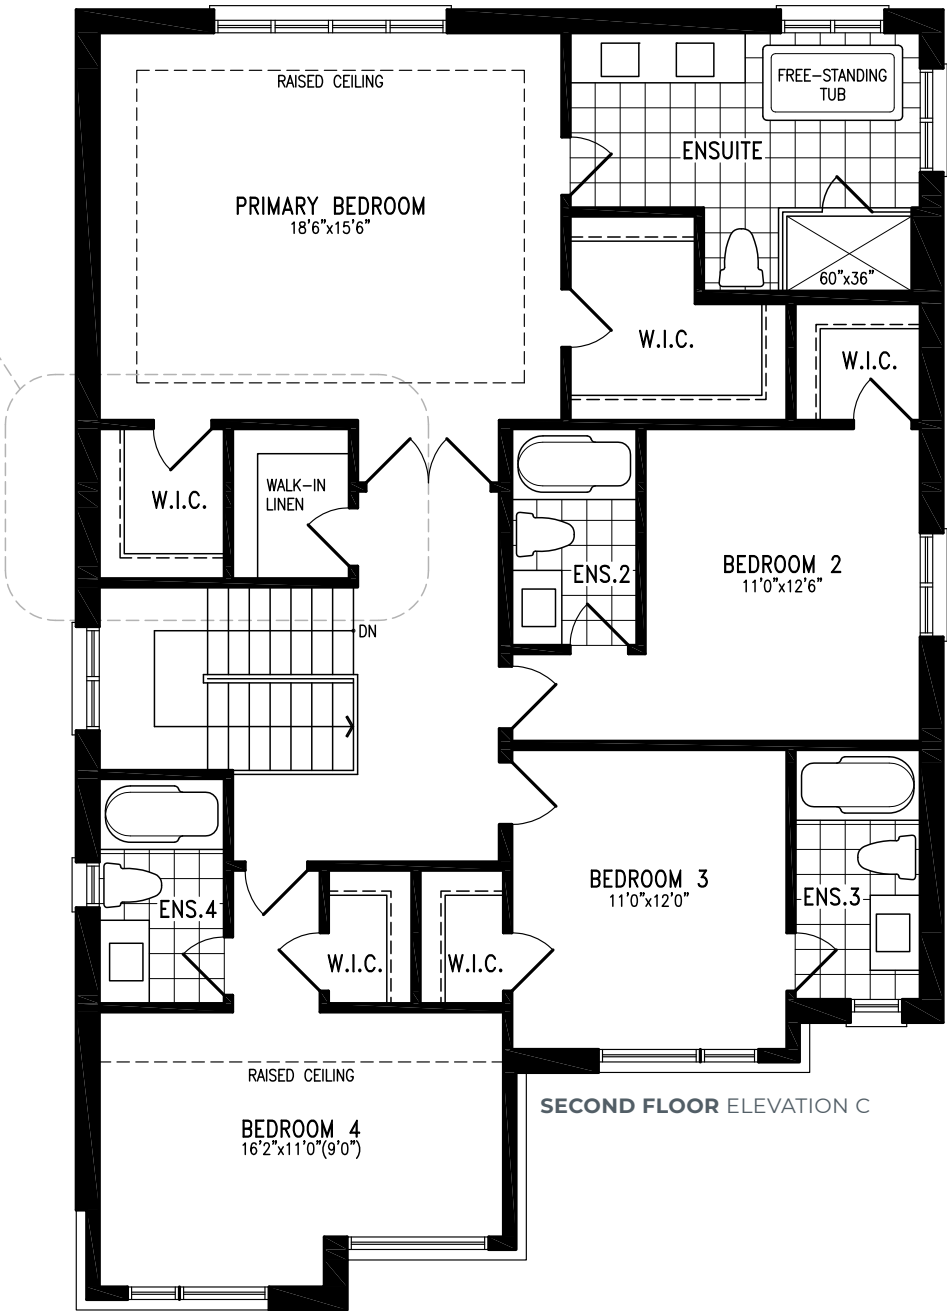 RAISED CEILING
FREE-STANDING
TUB
ENSUITE
PRIMARY BEDROOM
18'6"x15'6"
60"x36"
W.I.C.
W.I.C.
W.I.C.
WALK-IN
LINEN
ENS.2
BEDROOM 2
11'0"x12'6"
DN
BEDROOM 3
11'0"x12'0"
ENS.3
ENS.4
W.I.C.
W.I.C.
RAISED CEILING
SECOND FLOOR ELEVATION C
BEDROOM 4
16'2"x11'0"(9'0")